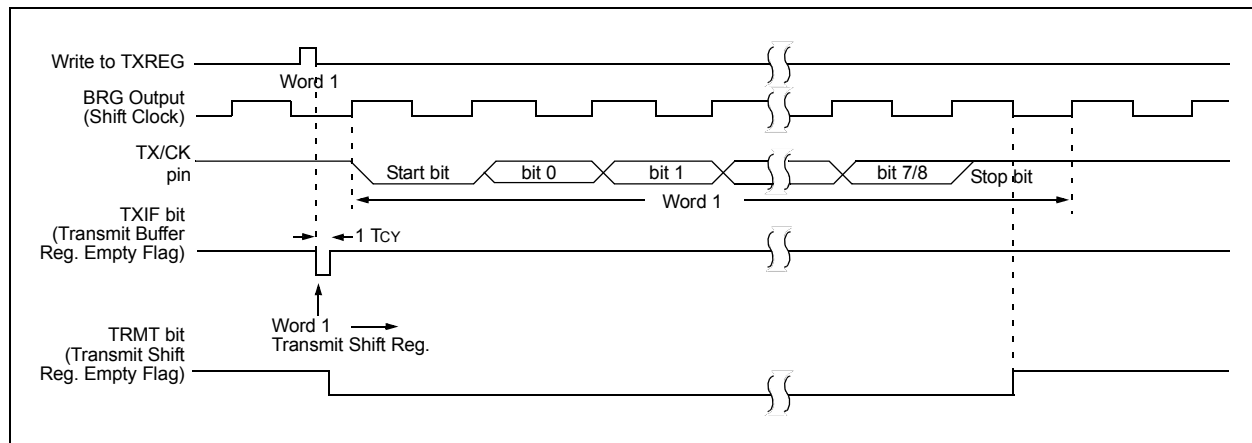 Write to TXREG
Word 1
BRG Output
(Shift Clock)
TX/CK
pin
Start bit
bit 0
bit 1
bit 7/8
Stop bit
Word 1
TXIF bit
(Transmit Buffer
Reg. Empty Flag)
1 TCY
Word 1
Transmit Shift Reg.
TRMT bit
(Transmit Shift
Reg. Empty Flag)